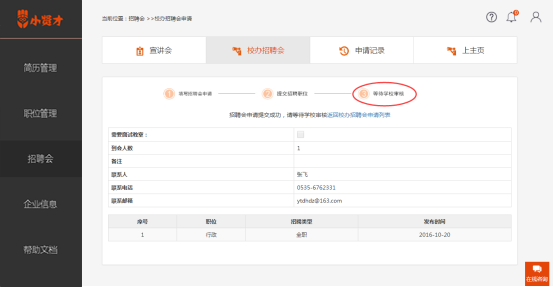 小贤才
当前位置：招聘会 >>校办招聘会申请
简历管理
职位管理
招聘会
企业信息
帮助文档
宣讲会
校办招聘会
申请记录
上主页
1 填写招聘会申请
2 提交招聘职位
3 等待学校审核
招聘会申请提交成功，请等待学校审核返回校办招聘会申请列表
需要面试教室：
到会人数 1
备注
联系人 张飞
联系电话 0535-6762331
联系邮箱 ytdhdz@163.com
序号 职位 招聘类型 发布时间
1 行政 全职 2016-10-20
在线咨询